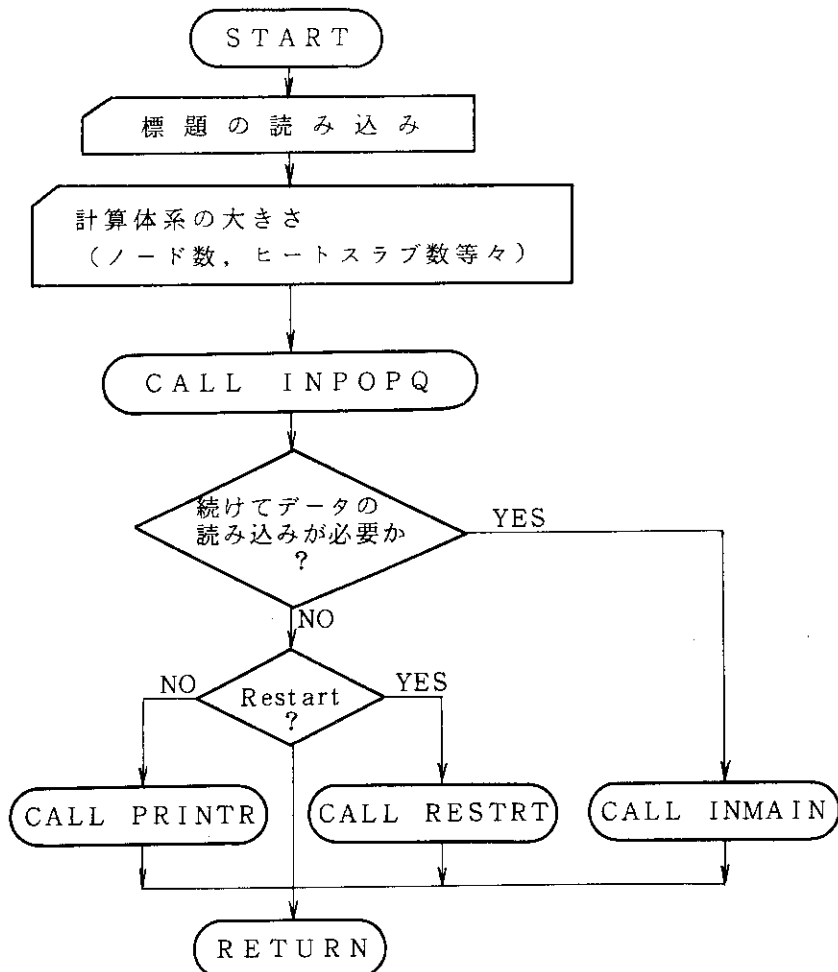 START
標題の読み込み
計算体系の大きさ
(ノード数,ヒートスラブ数等々)
CALL INPOPQ
続けてデータの
読み込みが必要か
?
YES
NO
NO
Restart
?
YES
CALL PRINTR
CALL RESTRT
CALL INMAIN
RETURN